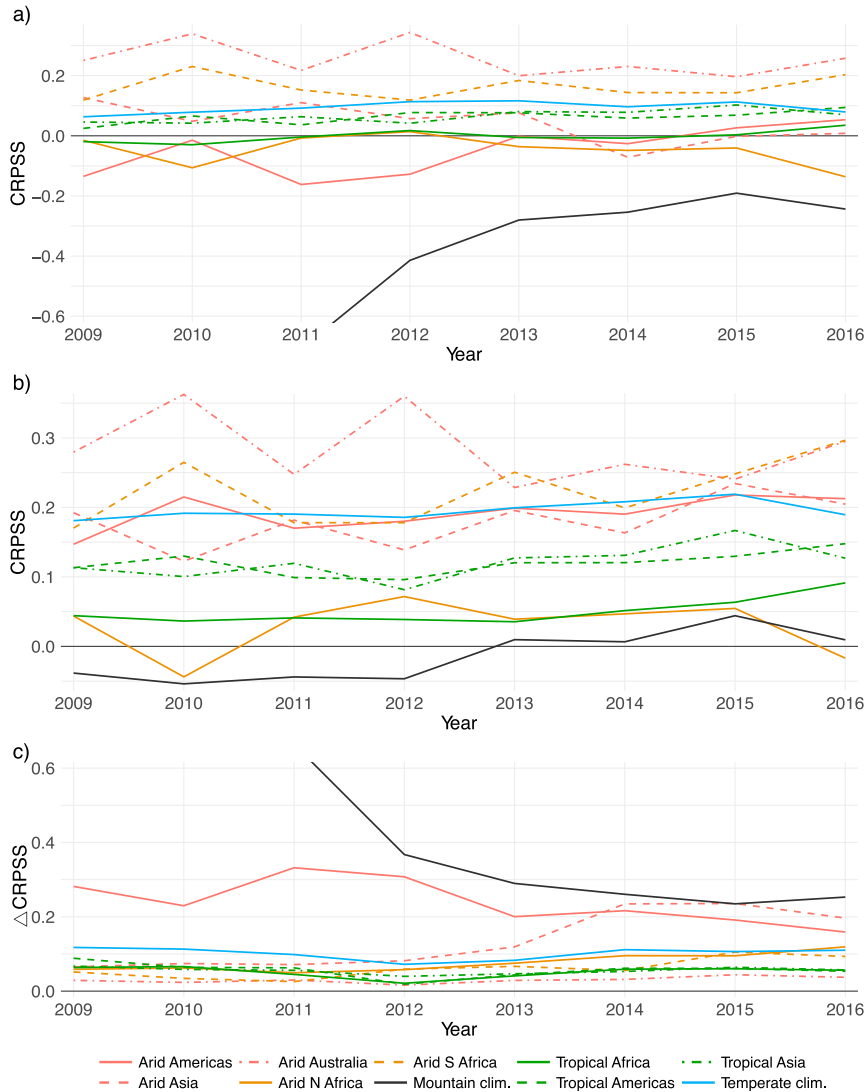 a)
CRPSS
0.2
0.0
−0.2
−0.4
−0.6
2009 2010 2011 2012 2013 2014 2015 2016
Year
b)
CRPSS
0.3
0.2
0.1
0.0
2009 2010 2011 2012 2013 2014 2015 2016
Year
c)
△CRPSS
0.6
0.4
0.2
0.0
2009 2010 2011 2012 2013 2014 2015 2016
Year
Arid Americas Arid Australia Arid S Africa Tropical Africa Tropical Asia
Arid Asia Arid N Africa Mountain clim. Tropical Americas Temperate clim.